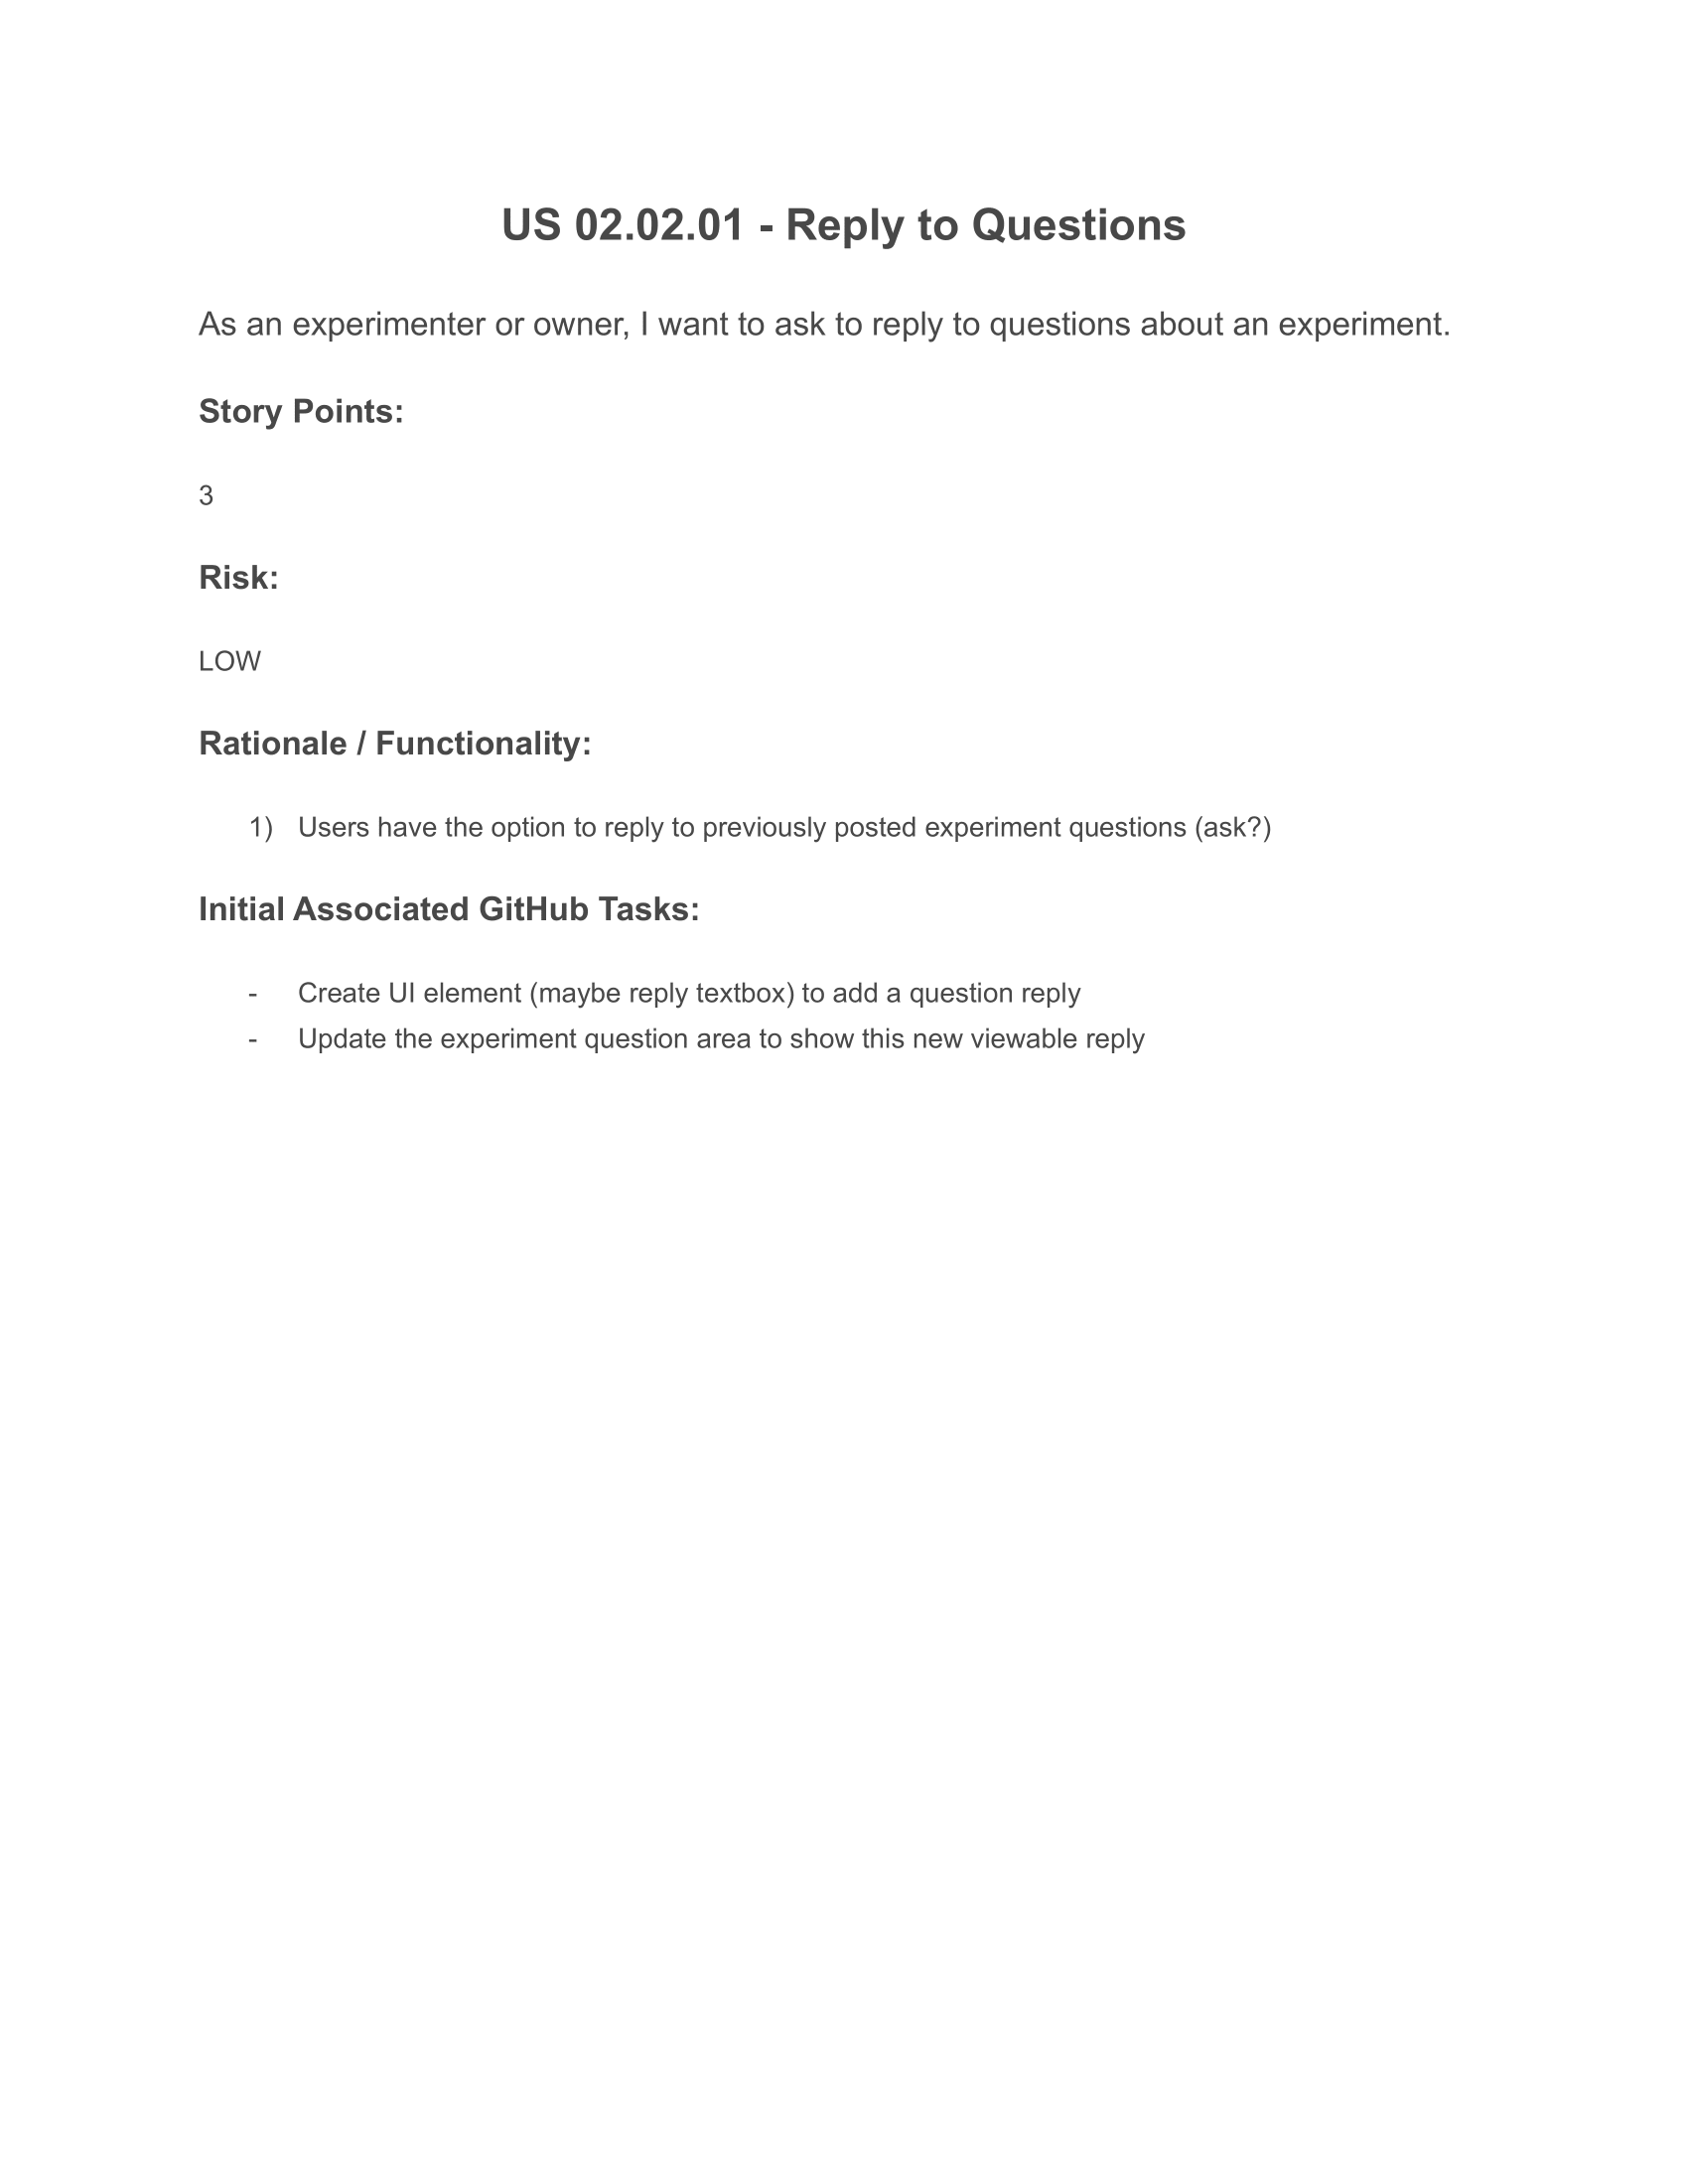 US 02.02.01 - Reply to Questions
As an experimenter or owner, I want to ask to reply to questions about an experiment.
Story Points:
3
Risk:
LOW
Rationale / Functionality:
1) Users have the option to reply to previously posted experiment questions (ask?)
Initial Associated GitHub Tasks:
- Create UI element (maybe reply textbox) to add a question reply
- Update the experiment question area to show this new viewable reply